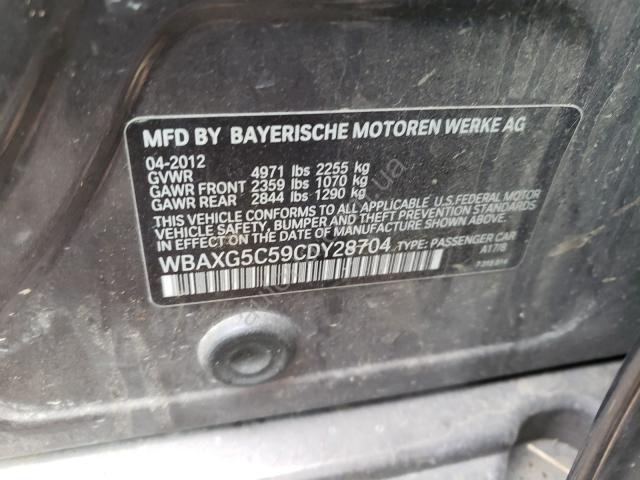 MFD BY BAYERISCHE MOTOREN WERKE AG
04-2012
GVWR 4971 lbs 2255 kg
GAWR FRONT 2359 lbs 1070 kg
GAWR REAR 2844 lbs 1290 kg
THIS VEHICLE CONFORMS TO ALL APPLICABLE U.S.FEDERAL MOTOR
VEHICLE SAFETY, BUMPER AND THEFT PREVENTION STANDARDS
IN EFFECT ON THE DATE OF MANUFACTURE SHOWN ABOVE.
WBAXG5C59CDY28704 TYPE: PASSENGER CAR
A17/8